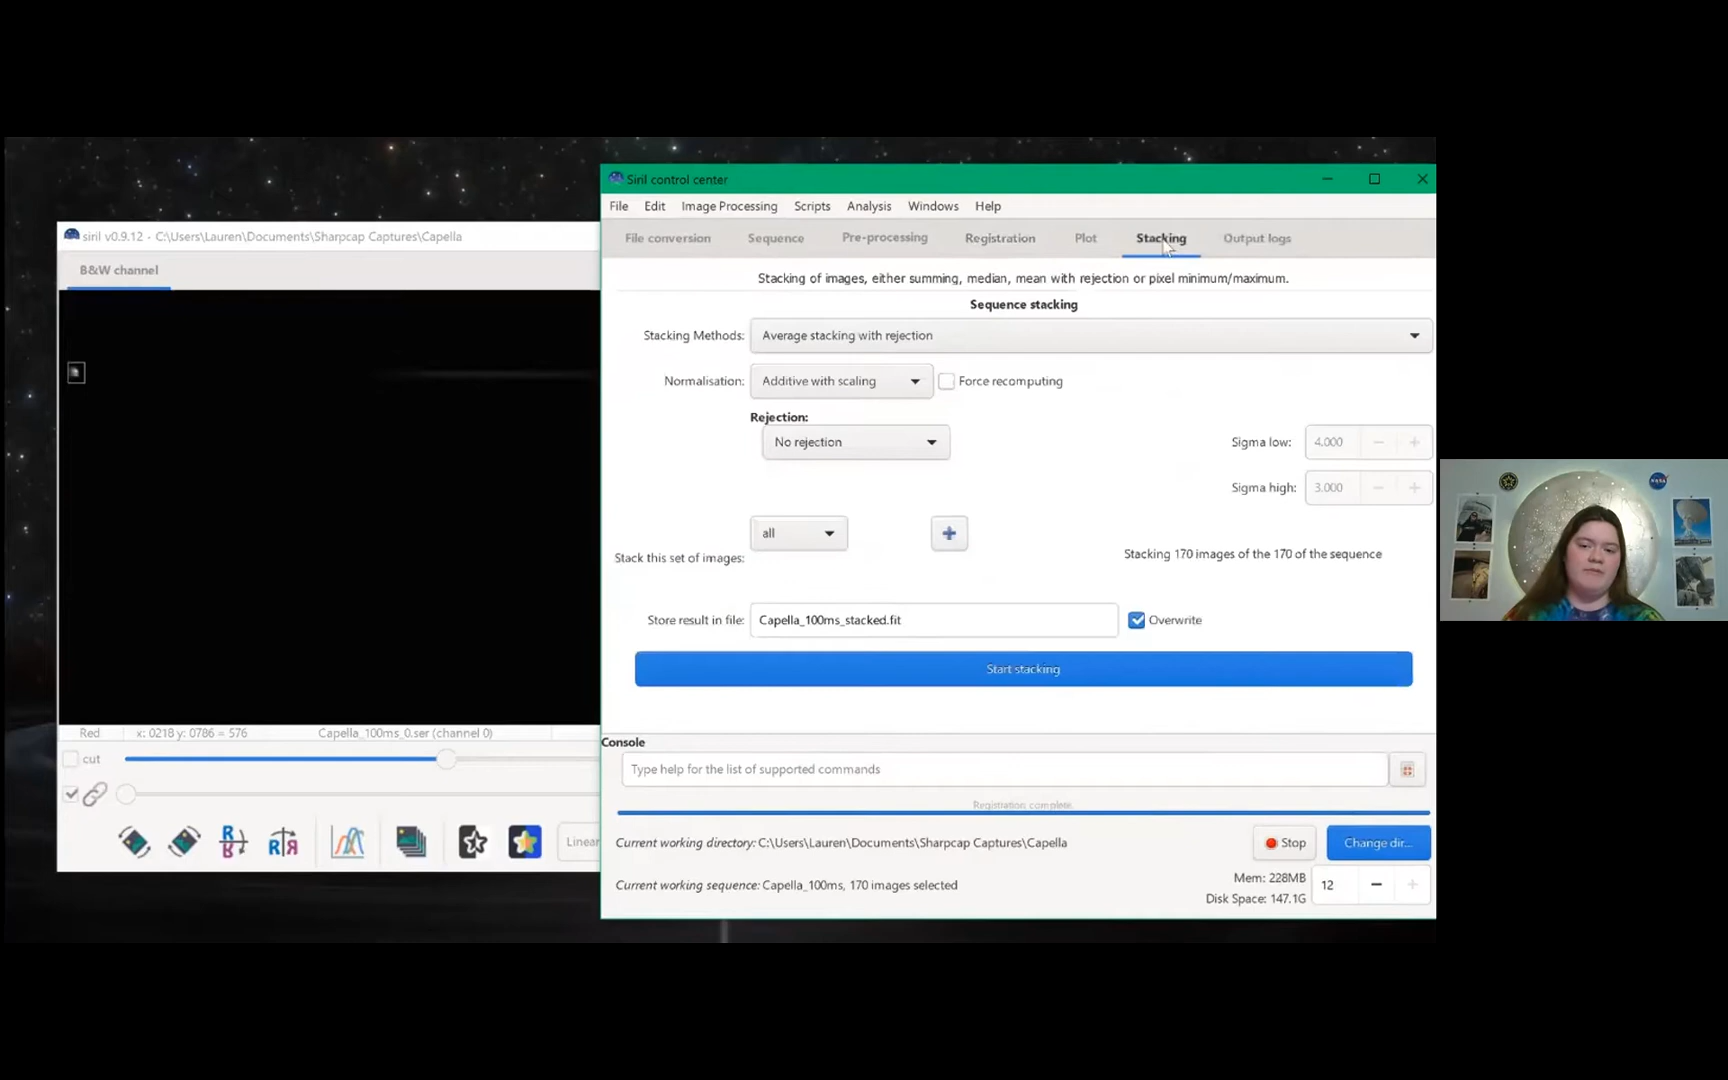 Siril control center
File Edit Image Processing Scripts Analysis Windows Help
siril v0.9.12 - C:\Users\Lauren\Documents\Sharpcap Captures\Capella
File conversion Sequence Pre-processing Registration Plot Stacking Output logs
B&W channel
Stacking of images, either summing, median, mean with rejection or pixel minimum/maximum.
Sequence stacking
Stacking Methods: Average stacking with rejection
Normalisation: Additive with scaling Force recomputing
Rejection:
No rejection Sigma low: 4.000
Sigma high: 3.000
all
Stack this set of images: Stacking 170 images of the 170 of the sequence
Store result in file: Capella_100ms_stacked.fit Overwrite
Start stacking
Red x: 0218 y: 0786 = 576 Capella_100ms_0.ser (channel 0)
Console
cut
Type help for the list of supported commands
Registration complete.
Linear
Current working directory: C:\Users\Lauren\Documents\Sharpcap Captures\Capella Stop Change dir...
Current working sequence: Capella_100ms, 170 images selected Mem: 228MB 12
Disk Space: 147.1G
NASA